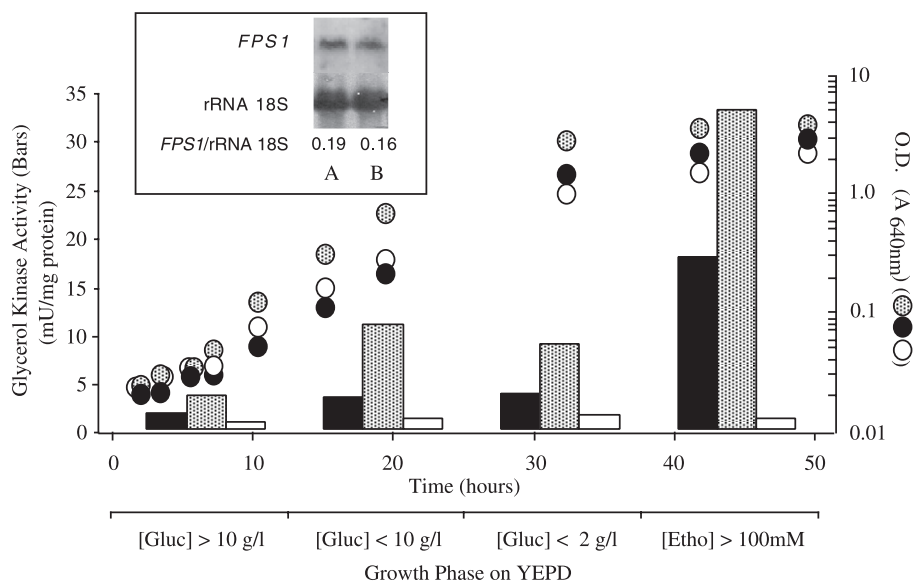 FPS1
rRNA 18S
FPS1/rRNA 18S 0.19 0.16
A B
Glycerol Kinase Activity (Bars)
(mU/mg protein)
35
30
25
20
15
10
5
0
10
1.0
0.1
0.01
O.D. (A 640nm) ( )
0 10 20 30 40 50
Time (hours)
[Gluc] > 10 g/l [Gluc] < 10 g/l [Gluc] < 2 g/l [Etho] > 100mM
Growth Phase on YEPD